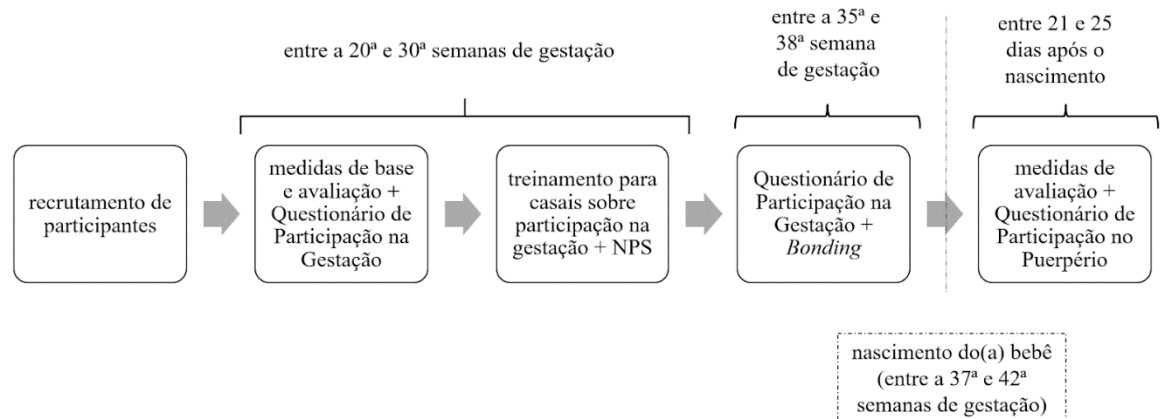 entre a 20ª e 30ª semanas de gestação
entre a 35ª e
38ª semana
de gestação
entre 21 e 25
dias após o
nascimento
recrutamento de
participantes
medidas de base
e avaliação +
Questionário de
Participação na
Gestação
treinamento para
casais sobre
participação na
gestação + NPS
Questionário de
Participação na
Gestação +
Bonding
medidas de
avaliação +
Questionário de
Participação no
Puerpério
nascimento do(a) bebê
(entre a 37ª e 42ª
semanas de gestação)